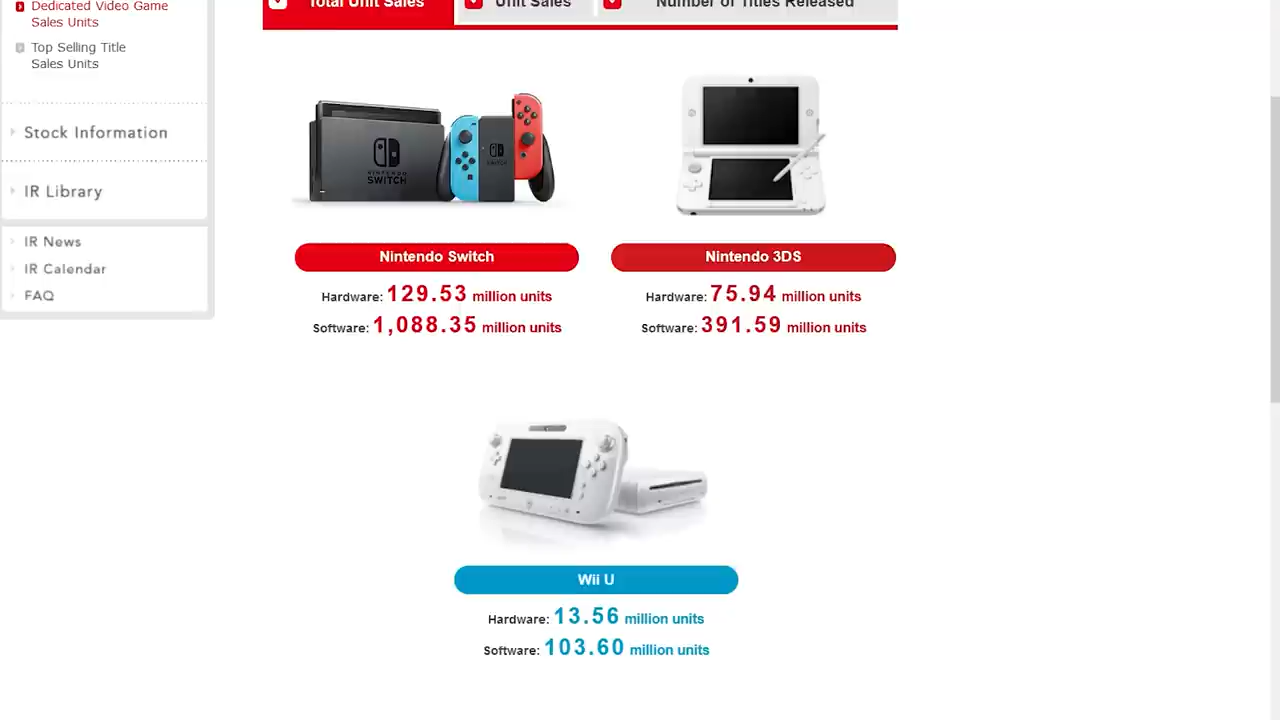 Dedicated Video Game
Sales Units
Top Selling Title
Sales Units
Stock Information
IR Library
IR News
IR Calendar
FAQ
Total Unit Sales
Unit Sales
Number of Titles Released
NINTENDO
SWITCH
Nintendo Switch
Hardware: 129.53 million units
Software: 1,088.35 million units
Nintendo 3DS
Hardware: 75.94 million units
Software: 391.59 million units
Wii U
Hardware: 13.56 million units
Software: 103.60 million units